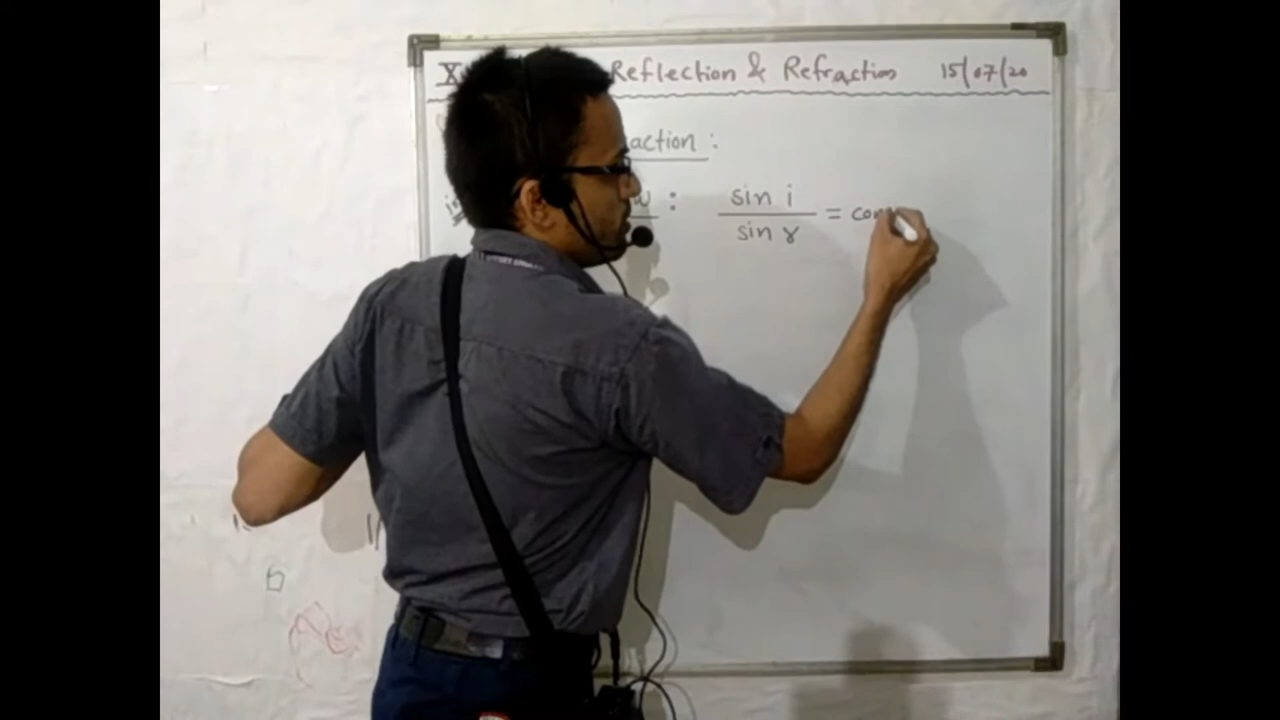 X Reflection & Refraction 15/07/20
action :
w : sin i
= con
sin r